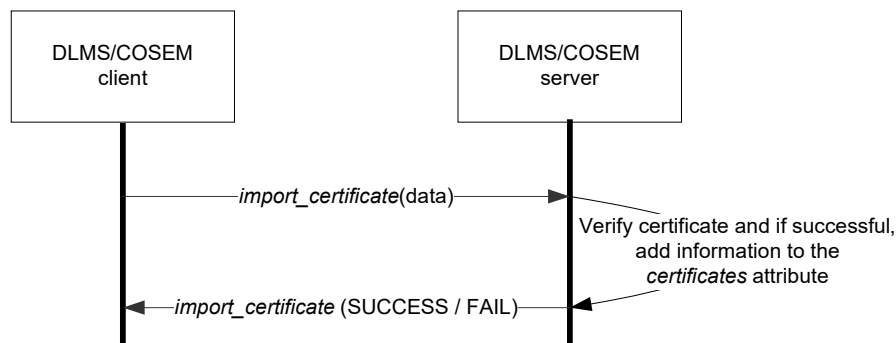 DLMS/COSEM
client
DLMS/COSEM
server
import_certificate(data)
Verify certificate and if successful,
add information to the
certificates attribute
import_certificate (SUCCESS / FAIL)